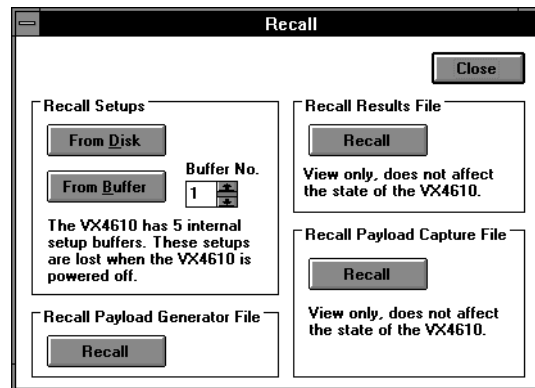 Recall
Close
Recall Setups
From Disk
From Buffer
Buffer No.
1
The VX4610 has 5 internal
setup buffers. These setups
are lost when the VX4610 is
powered off.
Recall Payload Generator File
Recall
Recall Results File
Recall
View only, does not affect
the state of the VX4610.
Recall Payload Capture File
Recall
View only, does not affect
the state of the VX4610.